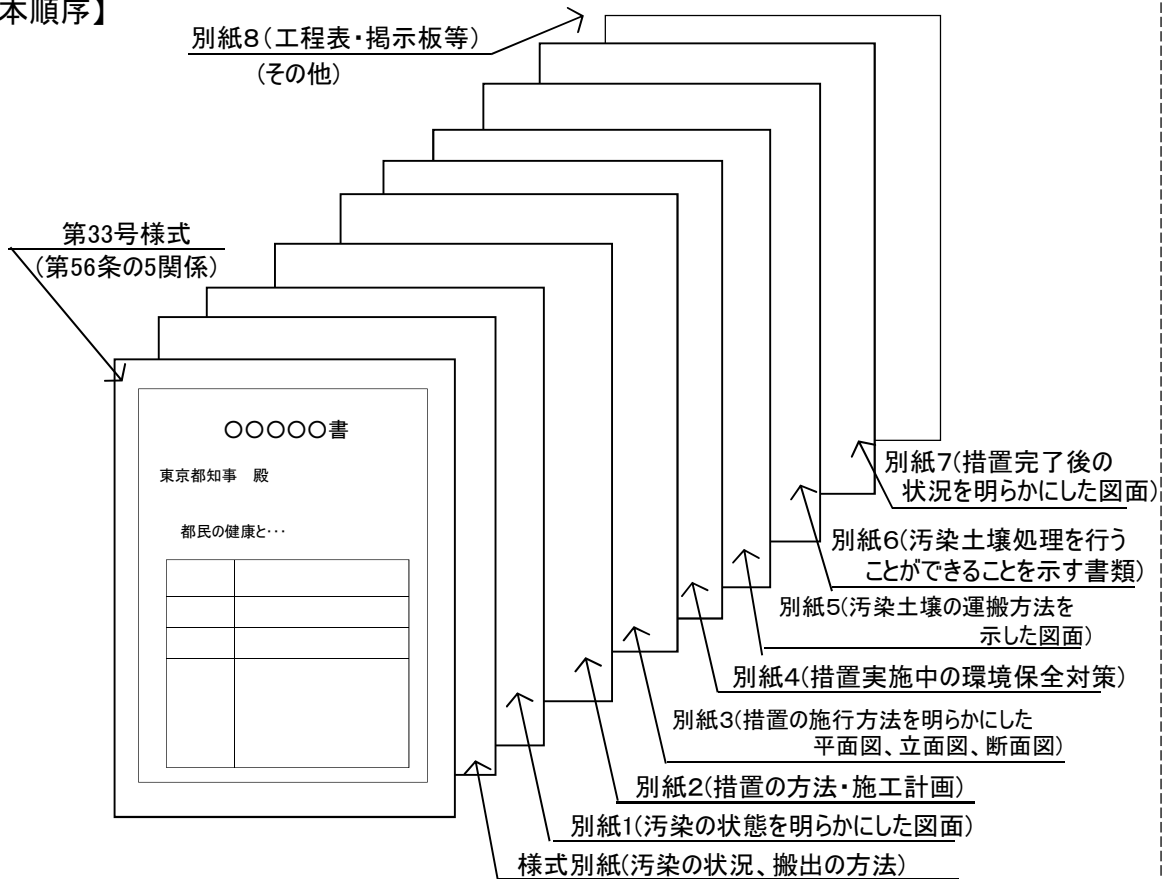 本順序】
別紙8(工程表・掲示板等)
(その他)
第33号様式
(第56条の5関係)
〇〇〇〇〇書
東京都知事　殿
都民の健康と・・・
別紙7(措置完了後の
状況を明らかにした図面)
別紙6(汚染土壌処理を行う
ことができることを示す書類)
別紙5(汚染土壌の運搬方法を
示した図面)
別紙4(措置実施中の環境保全対策)
別紙3(措置の施行方法を明らかにした
平面図、立面図、断面図)
別紙2(措置の方法・施工計画)
別紙1(汚染の状態を明らかにした図面)
様式別紙(汚染の状況、搬出の方法)